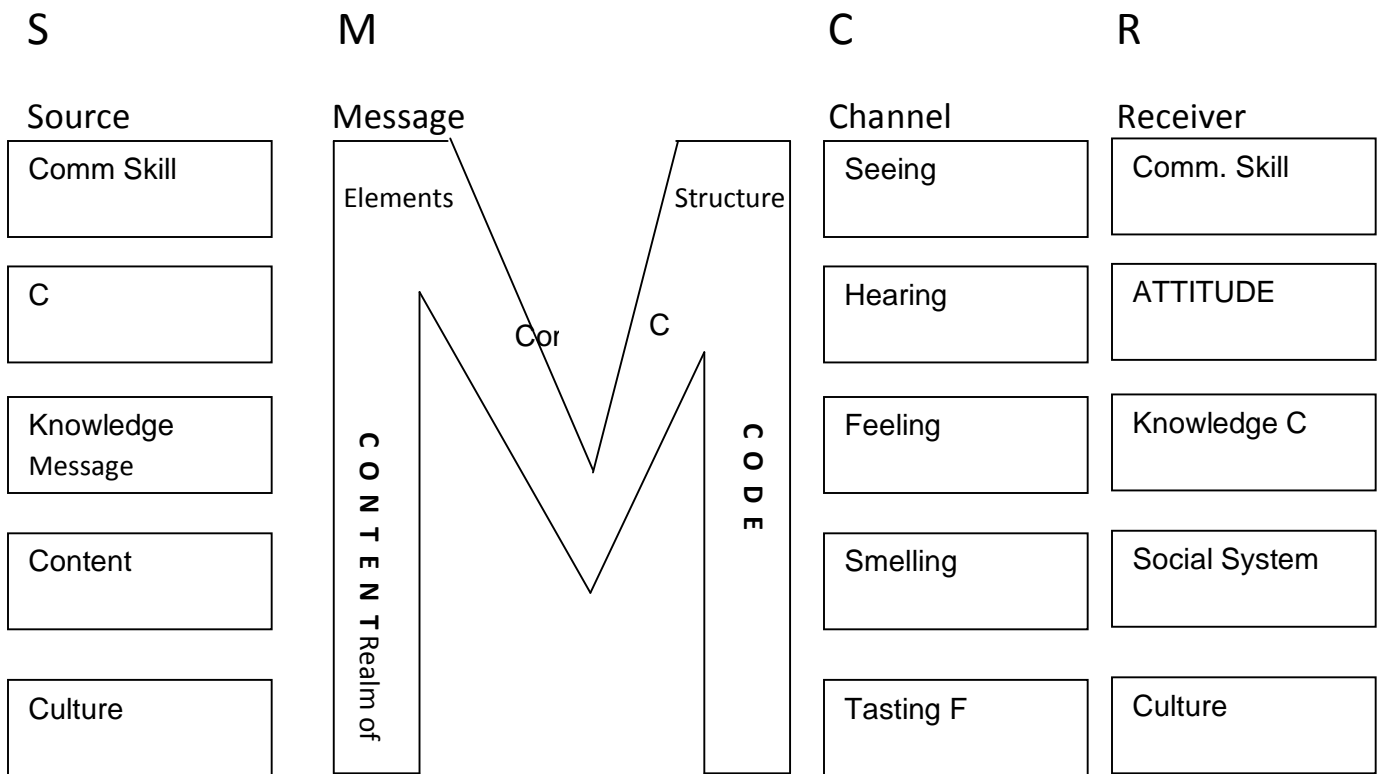 S
M
C
R
Source
Message
Channel
Receiver
Comm Skill
C
Knowledge
Message
Content
Culture
Elements
Structure
Cor
C
CONTENT Realm of
CODE
Seeing
Hearing
Feeling
Smelling
Tasting F
Comm. Skill
ATTITUDE
Knowledge C
Social System
Culture